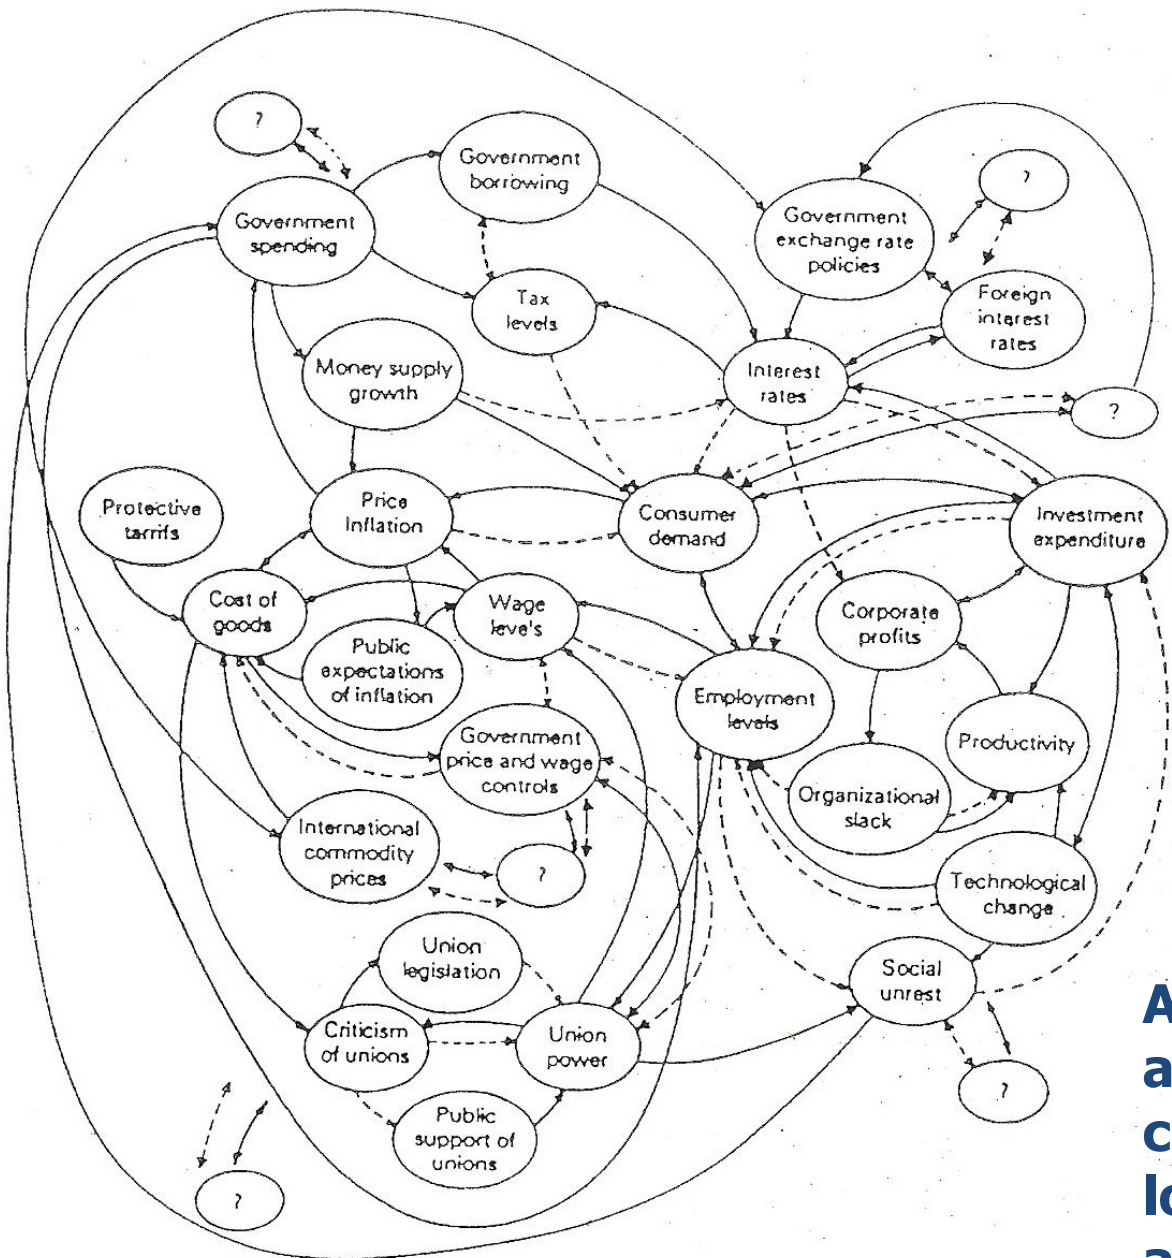 ?
Government
borrowing
Government
spending
?
Government
exchange rate
policies
Tax
levels
Foreign
interest
rates
Money supply
growth
Interest
rates
?
Protective
tarrifs
Price
Inflation
Consumer
demand
Investment
expenditure
Cost of
goods
Wage
leve's
Corporate
profits
Public
expectations
of inflation
Employment
levels
Government
price and wage
controls
Productivity
Organizational
slack
International
commodity
prices
?
Technological
change
Union
legislation
Social
unrest
Criticism
of unions
Union
power
?
Public
support of
unions
?
A
a
c
lo
a